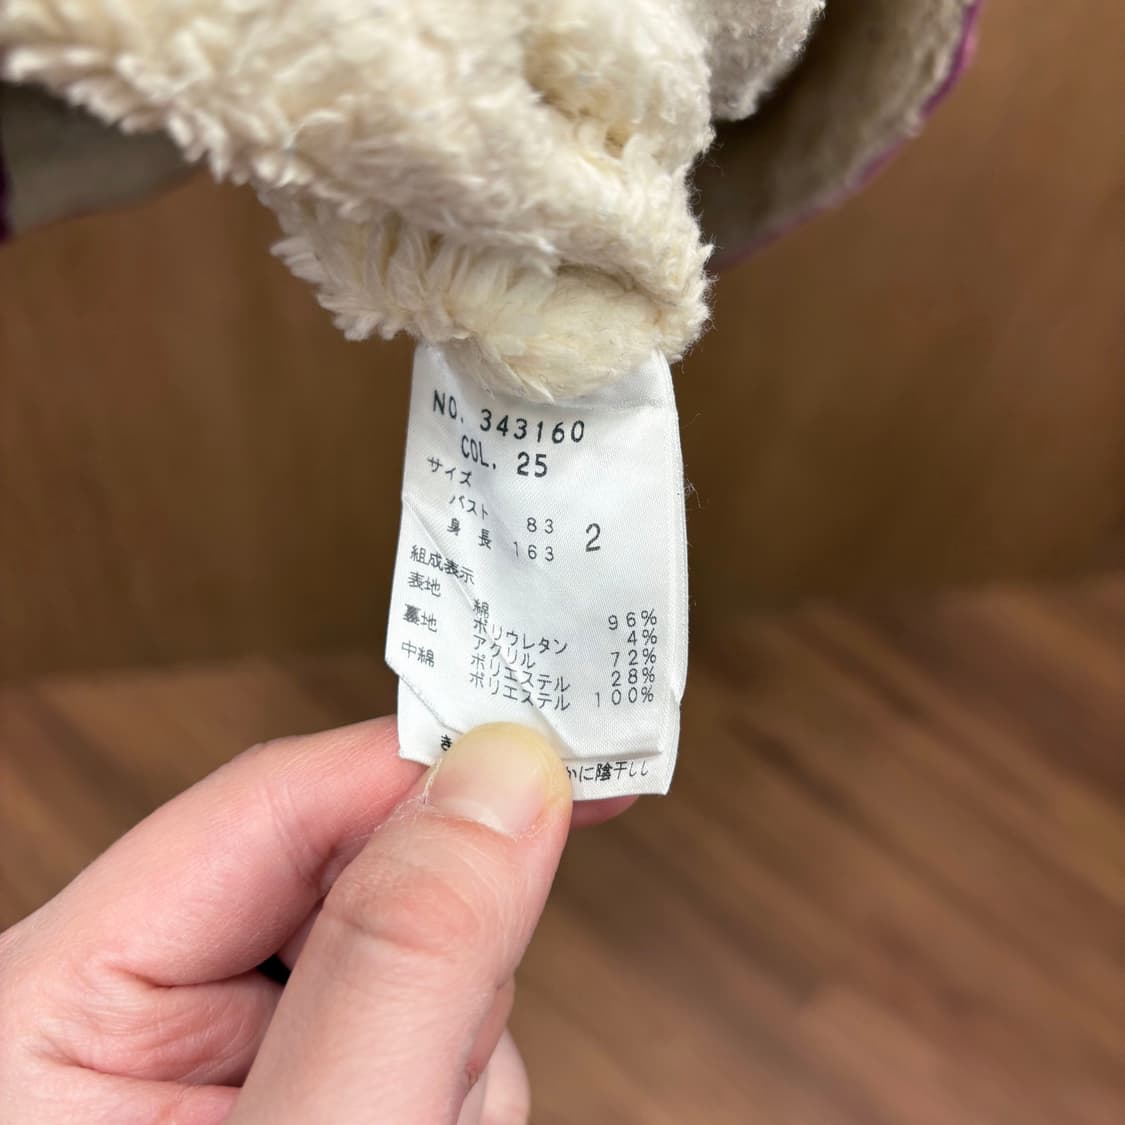 NO. 343160
COL. 25
サイズ
バスト 83
身長 163 2
組成表示
表地 綿 96%
ポリウレタン 4%
裏地 アクリル 72%
ポリエステル 28%
中綿 ポリエステル 100%
かに陰干しし